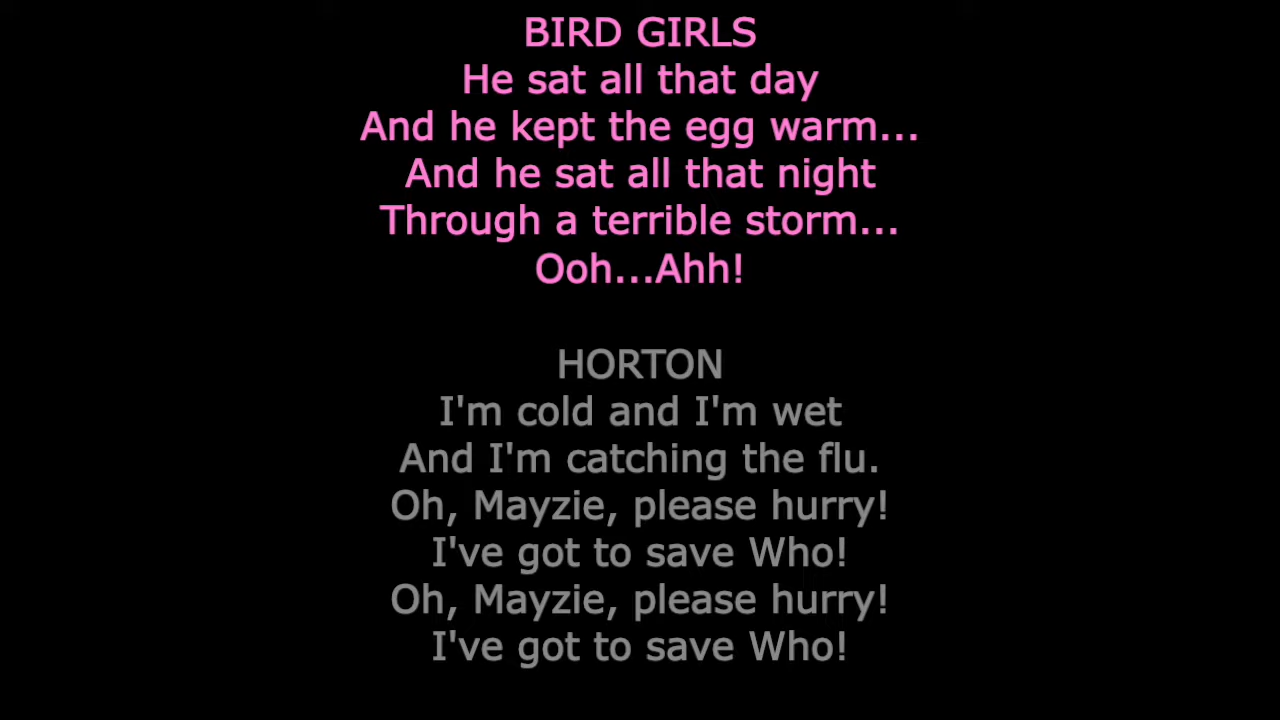 BIRD GIRLS
He sat all that day
And he kept the egg warm...
And he sat all that night
Through a terrible storm...
Ooh...Ahh!
HORTON
I'm cold and I'm wet
And I'm catching the flu.
Oh, Mayzie, please hurry!
I've got to save Who!
Oh, Mayzie, please hurry!
I've got to save Who!